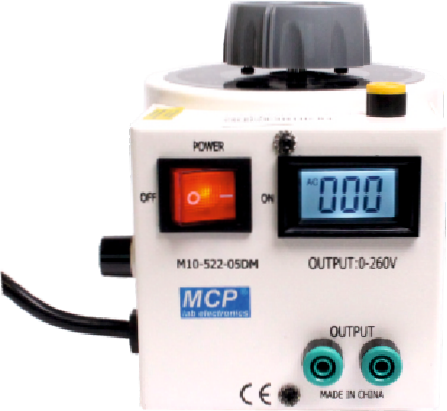 POWER
OFF
ON
AC 000
M10-522-05DM
OUTPUT:0-260V
MCP
lab electronics
OUTPUT
CE
MADE IN CHINA